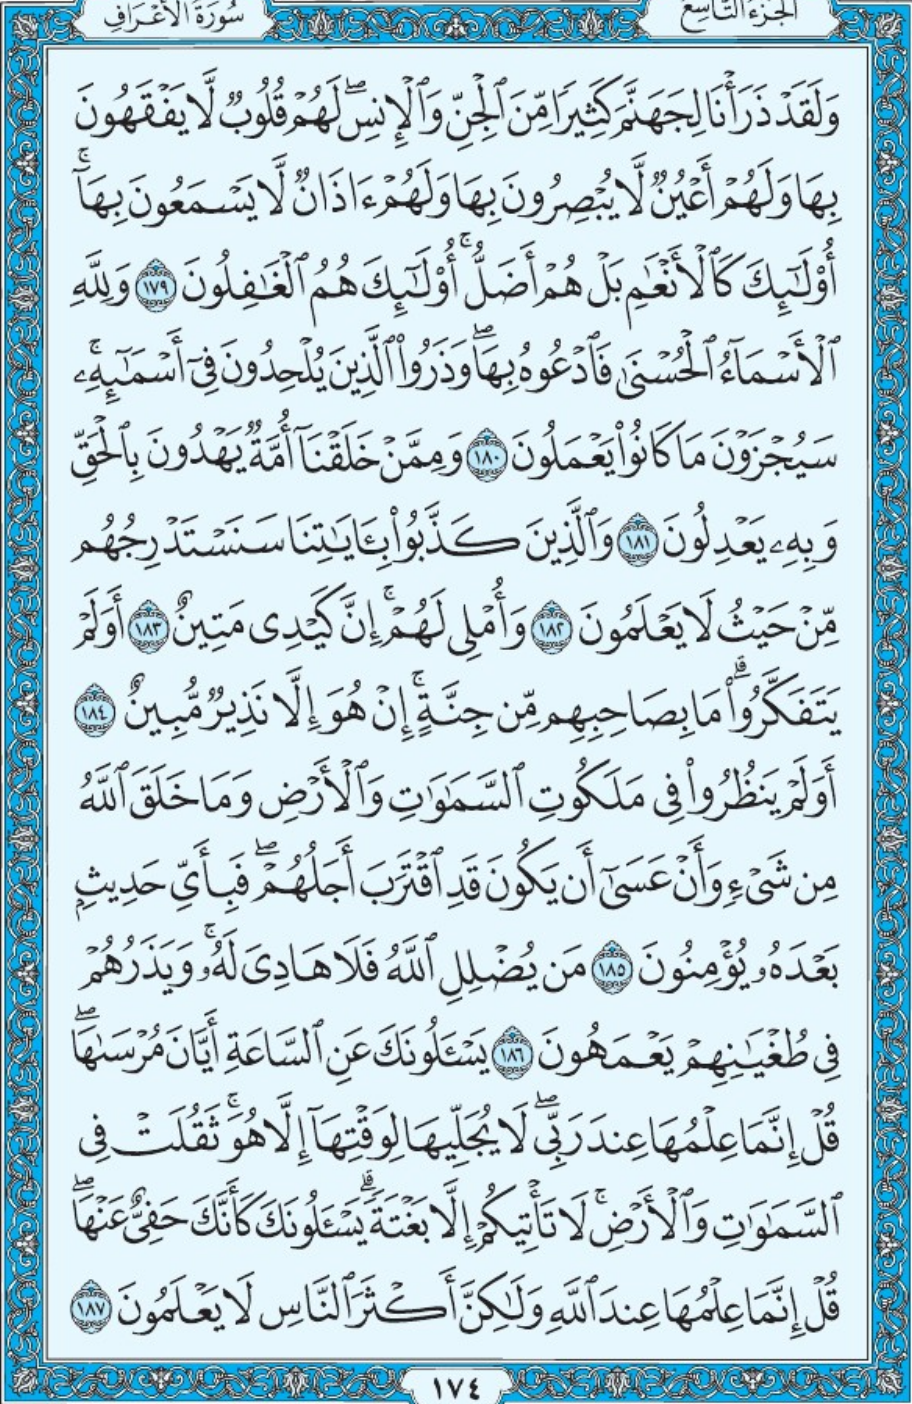 الجزء التاسع
سورة الأعراف
وَلَقَدْ ذَرَأْنَا لِجَهَنَّمَ كَثِيرًا مِّنَ ٱلْجِنِّ وَٱلْإِنسِ ۖ لَهُمْ قُلُوبٌ لَّا يَفْقَهُونَ
بِهَا وَلَهُمْ أَعْيُنٌ لَّا يُبْصِرُونَ بِهَا وَلَهُمْ ءَاذَانٌ لَّا يَسْمَعُونَ بِهَآ ۚ
أُو۟لَـٰٓئِكَ كَٱلْأَنْعَـٰمِ بَلْ هُمْ أَضَلُّ ۚ أُو۟لَـٰٓئِكَ هُمُ ٱلْغَـٰفِلُونَ ١٧٩ وَلِلَّهِ
ٱلْأَسْمَآءُ ٱلْحُسْنَىٰ فَٱدْعُوهُ بِهَا ۖ وَذَرُوا۟ ٱلَّذِينَ يُلْحِدُونَ فِىٓ أَسْمَـٰٓئِهِۦ ۚ
سَيُجْزَوْنَ مَا كَانُوا۟ يَعْمَلُونَ ١٨٠ وَمِمَّنْ خَلَقْنَآ أُمَّةٌ يَهْدُونَ بِٱلْحَقِّ
وَبِهِۦ يَعْدِلُونَ ١٨١ وَٱلَّذِينَ كَذَّبُوا۟ بِـَٔايَـٰتِنَا سَنَسْتَدْرِجُهُم
مِّنْ حَيْثُ لَا يَعْلَمُونَ ١٨٢ وَأُمْلِى لَهُمْ ۚ إِنَّ كَيْدِى مَتِينٌ ١٨٣ أَوَلَمْ
يَتَفَكَّرُوا۟ ۗ مَا بِصَاحِبِهِم مِّن جِنَّةٍ ۚ إِنْ هُوَ إِلَّا نَذِيرٌ مُّبِينٌ ١٨٤
أَوَلَمْ يَنظُرُوا۟ فِى مَلَكُوتِ ٱلسَّمَـٰوَٰتِ وَٱلْأَرْضِ وَمَا خَلَقَ ٱللَّهُ
مِن شَىْءٍ وَأَنْ عَسَىٰٓ أَن يَكُونَ قَدِ ٱقْتَرَبَ أَجَلُهُمْ ۖ فَبِأَىِّ حَدِيثٍۭ
بَعْدَهُۥ يُؤْمِنُونَ ١٨٥ مَن يُضْلِلِ ٱللَّهُ فَلَا هَادِىَ لَهُۥ ۚ وَيَذَرُهُمْ
فِى طُغْيَـٰنِهِمْ يَعْمَهُونَ ١٨٦ يَسْـَٔلُونَكَ عَنِ ٱلسَّاعَةِ أَيَّانَ مُرْسَىٰهَا ۖ
قُلْ إِنَّمَا عِلْمُهَا عِندَ رَبِّى ۖ لَا يُجَلِّيهَا لِوَقْتِهَآ إِلَّا هُوَ ۚ ثَقُلَتْ فِى
ٱلسَّمَـٰوَٰتِ وَٱلْأَرْضِ ۚ لَا تَأْتِيكُمْ إِلَّا بَغْتَةً ۗ يَسْـَٔلُونَكَ كَأَنَّكَ حَفِىٌّ عَنْهَا ۖ
قُلْ إِنَّمَا عِلْمُهَا عِندَ ٱللَّهِ وَلَـٰكِنَّ أَكْثَرَ ٱلنَّاسِ لَا يَعْلَمُونَ ١٨٧
١٧٤